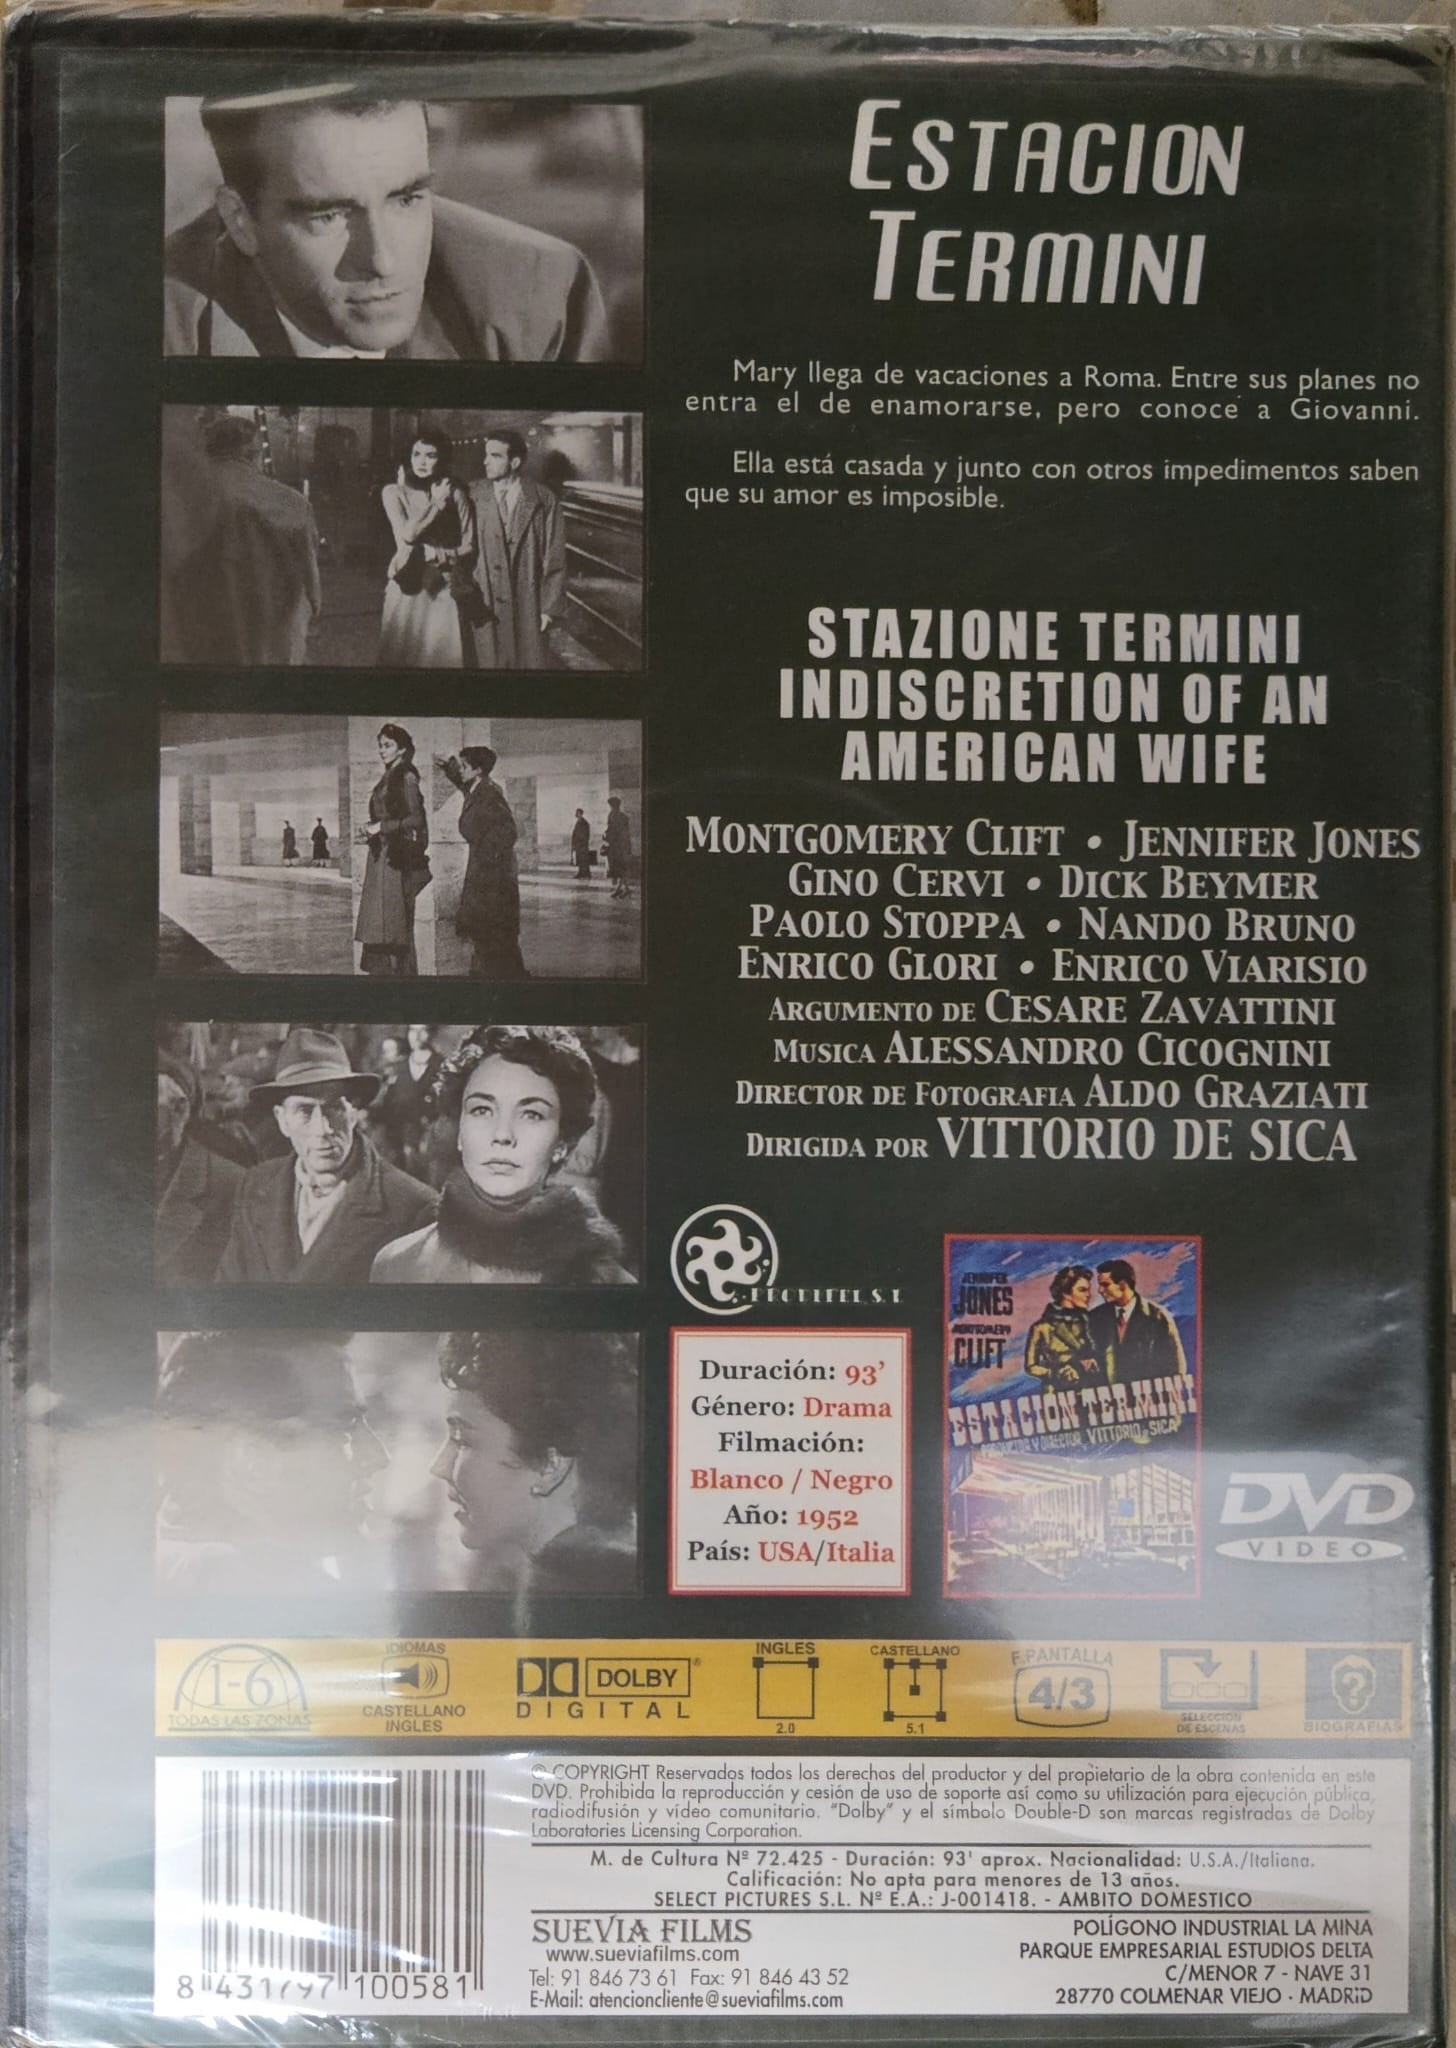 ESTACION
TERMINI
Mary llega de vacaciones a Roma. Entre sus planes no
entra el de enamorarse, pero conoce a Giovanni.
Ella está casada y junto con otros impedimentos saben
que su amor es imposible.
STAZIONE TERMINI
INDISCRETION OF AN
AMERICAN WIFE
MONTGOMERY CLIFT • JENNIFER JONES
GINO CERVI • DICK BEYMER
PAOLO STOPPA • NANDO BRUNO
ENRICO GLORI • ENRICO VIARISIO
ARGUMENTO DE CESARE ZAVATTINI
MUSICA ALESSANDRO CICOGNINI
DIRECTOR DE FOTOGRAFIA ALDO GRAZIATI
DIRIGIDA POR VITTORIO DE SICA
Duración: 93'
Género: Drama
Filmación:
Blanco / Negro
Año: 1952
País: USA/Italia
JENNIFER
JONES
MONTGOMERY
CLIFT
ESTACIÓN TERMINI
PRODUCTOR Y DIRECTOR VITTORIO de SICA
DVD
VIDEO
1-6
TODAS LAS ZONAS
IDIOMAS
CASTELLANO
INGLES
DOLBY
DIGITAL
INGLES
2.0
CASTELLANO
5.1
F.PANTALLA
4/3
SELECCION
DE ESCENAS
BIOGRAFIAS
© COPYRIGHT Reservados todos los derechos del productor y del propietario de la obra contenida en este
DVD. Prohibida la reproducción y cesión de uso de soporte así como su utilización para ejecución pública,
radiodifusión y vídeo comunitario. "Dolby" y el símbolo Double-D son marcas registradas de Dolby
Laboratories Licensing Corporation.
M. de Cultura Nº 72.425 - Duración: 93' aprox. Nacionalidad: U.S.A./Italiana.
Calificación: No apta para menores de 13 años.
SELECT PICTURES S.L. Nº E.A.: J-001418. - AMBITO DOMESTICO
SUEVIA FILMS
www.sueviafilms.com
Tel: 91 846 73 61 Fax: 91 846 43 52
E-Mail: atencioncliente@sueviafilms.com
POLÍGONO INDUSTRIAL LA MINA
PARQUE EMPRESARIAL ESTUDIOS DELTA
C/MENOR 7 - NAVE 31
28770 COLMENAR VIEJO · MADRID
8 431797 100581